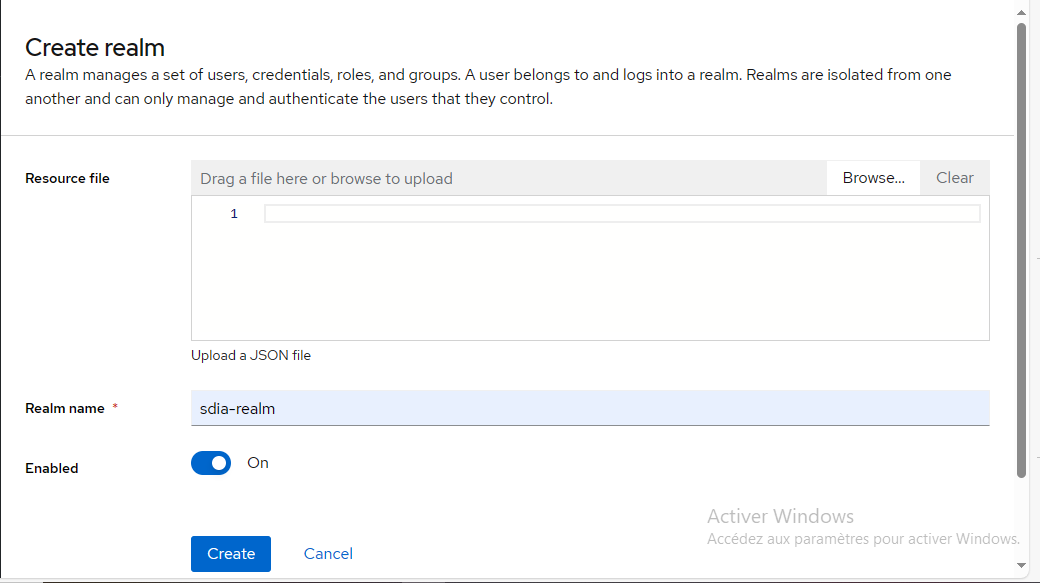 Create realm
A realm manages a set of users, credentials, roles, and groups. A user belongs to and logs into a realm. Realms are isolated from one
another and can only manage and authenticate the users that they control.
Resource file
Drag a file here or browse to upload
Browse...
Clear
1
Upload a JSON file
Realm name *
sdia-realm
Enabled
On
Activer Windows
Accédez aux paramètres pour activer Windows.
Create
Cancel